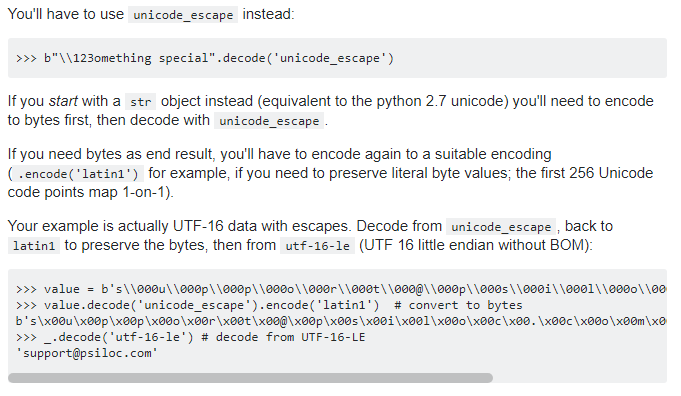 You'll have to use unicode_escape instead:
>>> b"\\123omething special".decode('unicode_escape')
If you start with a str object instead (equivalent to the python 2.7 unicode) you'll need to encode
to bytes first, then decode with unicode_escape .
If you need bytes as end result, you'll have to encode again to a suitable encoding
( .encode('latin1') for example, if you need to preserve literal byte values; the first 256 Unicode
code points map 1-on-1).
Your example is actually UTF-16 data with escapes. Decode from unicode_escape , back to
latin1 to preserve the bytes, then from utf-16-le (UTF 16 little endian without BOM):
>>> value = b's\\000u\\000p\\000p\\000o\\000r\\000t\\000@\\000p\\000s\\000i\\000l\\000o\\00
>>> value.decode('unicode_escape').encode('latin1')  # convert to bytes
b's\x00u\x00p\x00p\x00o\x00r\x00t\x00@\x00p\x00s\x00i\x00l\x00o\x00c\x00.\x00c\x00o\x00m\x0
>>> _.decode('utf-16-le') # decode from UTF-16-LE
'support@psiloc.com'